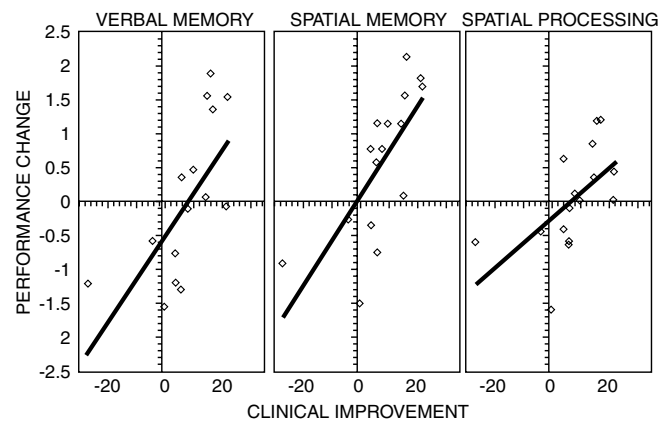 VERBAL MEMORY
SPATIAL MEMORY
SPATIAL PROCESSING
PERFORMANCE CHANGE
2.5
2
1.5
1
0.5
0
-0.5
-1
-1.5
2
-2.5
-20 0 20
-20 0 20
-20 0 20
CLINICAL IMPROVEMENT